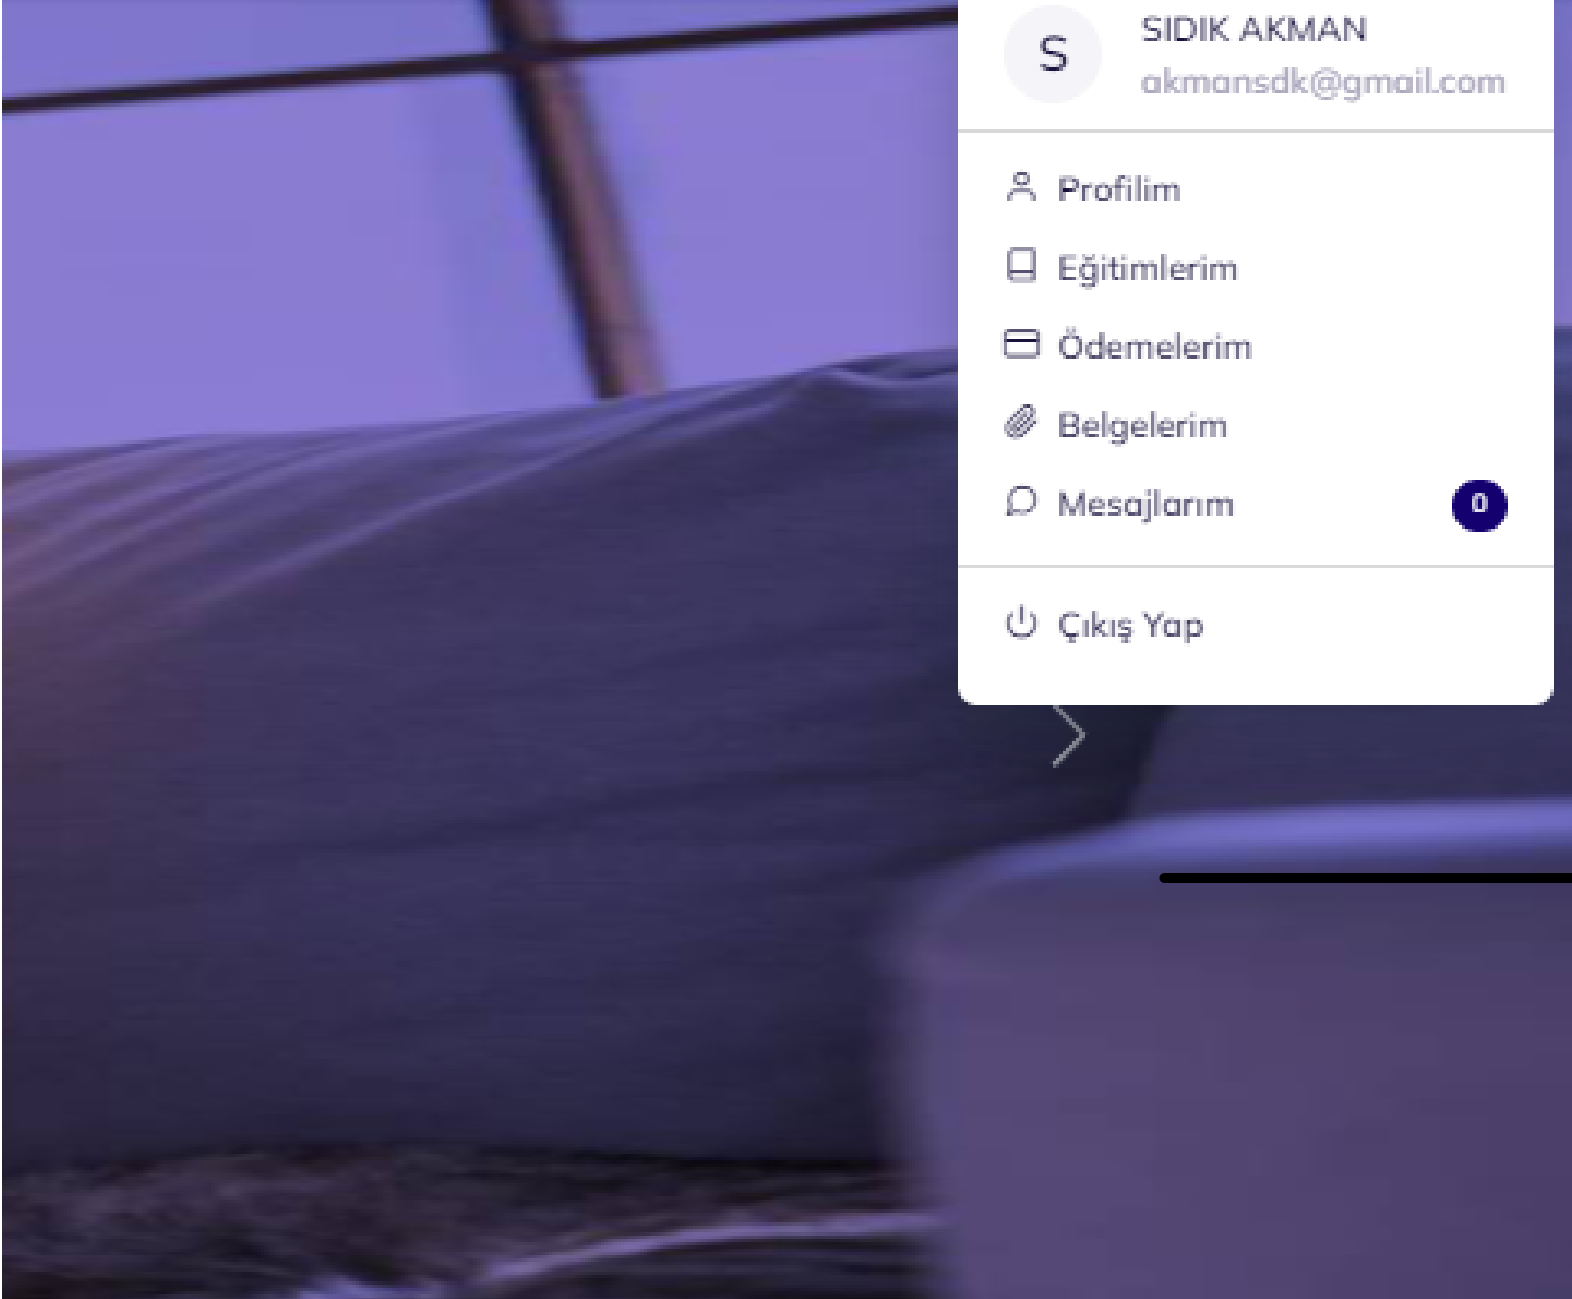 S
SIDIK AKMAN
akmansdk@gmail.com
Profilim
Eğitimlerim
Ödemelerim
Belgelerim
Mesajlarım
0
Çıkış Yap